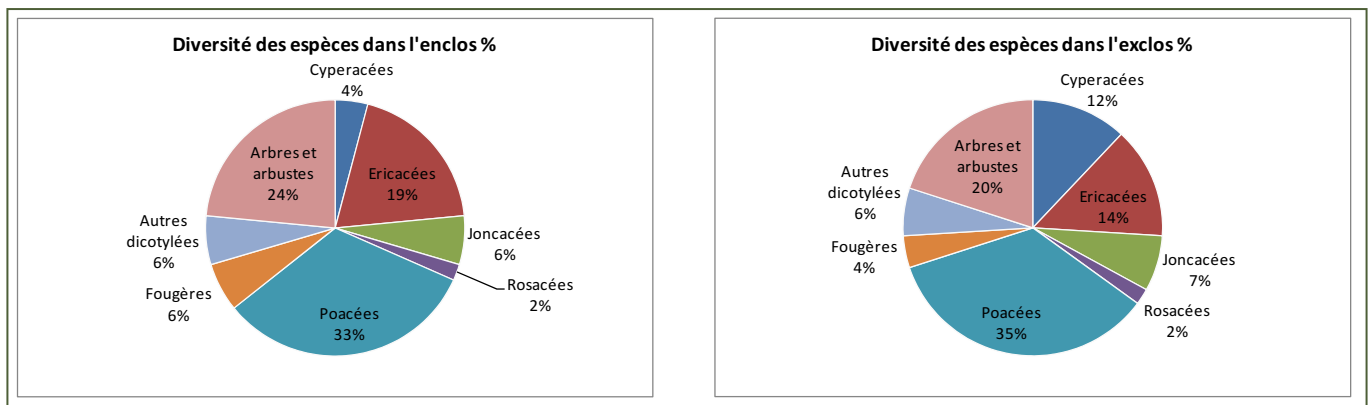 Diversité des espèces dans l'enclos %
Cyperacées
4%
Ericacées
19%
Joncacées
6%
Rosacées
2%
Poacées
33%
Fougères
6%
Autres
dicotylées
6%
Arbres et
arbustes
24%
Diversité des espèces dans l'exclos %
Cyperacées
12%
Ericacées
14%
Joncacées
7%
Rosacées
2%
Poacées
35%
Fougères
4%
Autres
dicotylées
6%
Arbres et
arbustes
20%